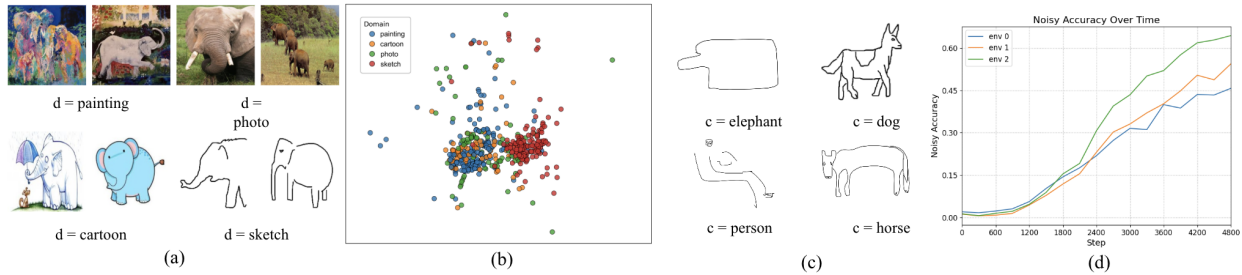 d = painting
d =
photo
d = cartoon
d = sketch
(a)
Domain
painting
cartoon
photo
sketch
(b)
c = elephant
c = dog
c = person
c = horse
(c)
Noisy Accuracy Over Time
env 0
env 1
env 2
Noisy Accuracy
0.60
0.45
0.30
0.15
0.00
0 600 1200 1800 2400 3000 3600 4200 4800
Step
(d)